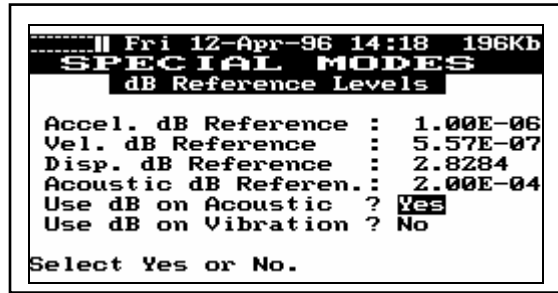 Fri 12-Apr-96 14:18 196Kb
SPECIAL MODES
dB Reference Levels
Accel. dB Reference : 1.00E-06
Vel. dB Reference : 5.57E-07
Disp. dB Reference : 2.8284
Acoustic dB Referen.: 2.00E-04
Use dB on Acoustic ? Yes
Use dB on Vibration ? No
Select Yes or No.